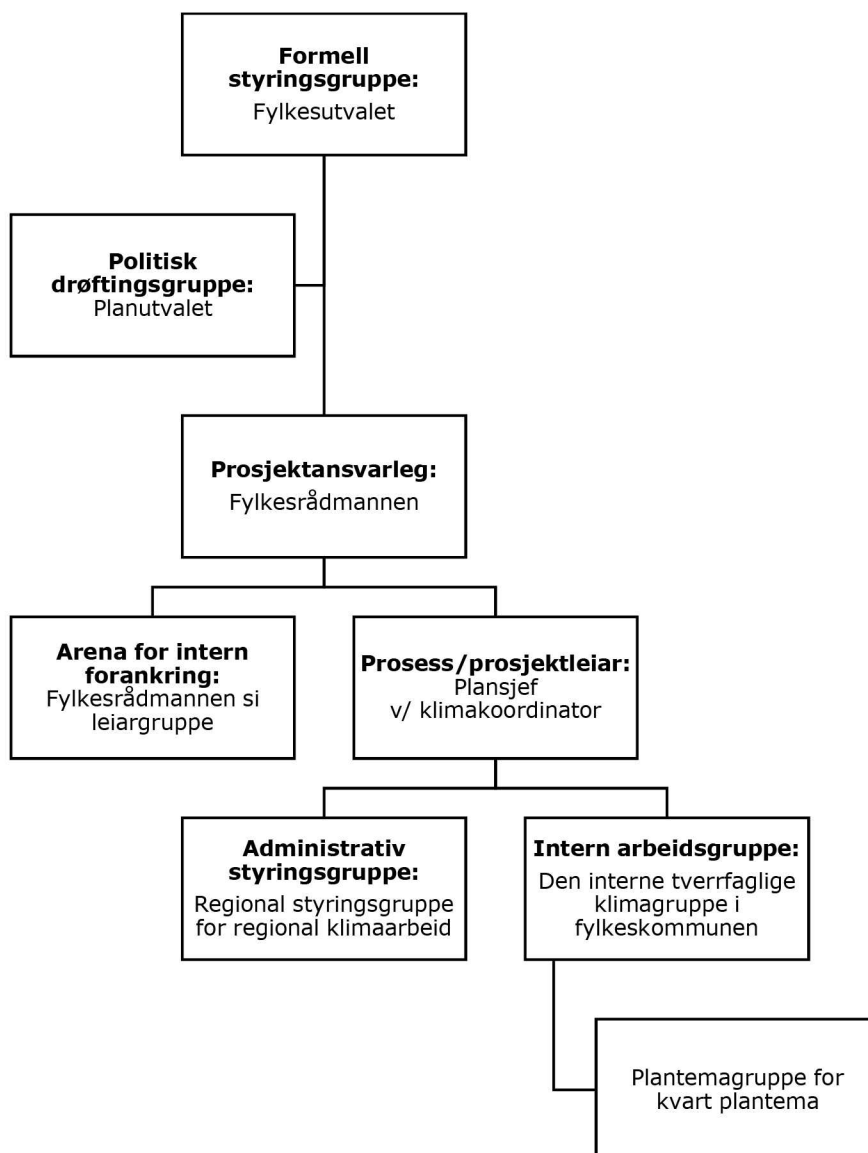 Formell
styringsgruppe:
Fylkesutvalet
Politisk
drøftingsgruppe:
Planutvalet
Prosjektansvarleg:
Fylkesrådmannen
Arena for intern
forankring:
Fylkesrådmannen si
leiargruppe
Prosess/prosjektleiar:
Plansjef
v/ klimakoordinator
Administrativ
styringsgruppe:
Regional styringsgruppe
for regional klimaarbeid
Intern arbeidsgruppe:
Den interne tverrfaglige
klimagruppe i
fylkeskommunen
Plantemagruppe for
kvart plantema